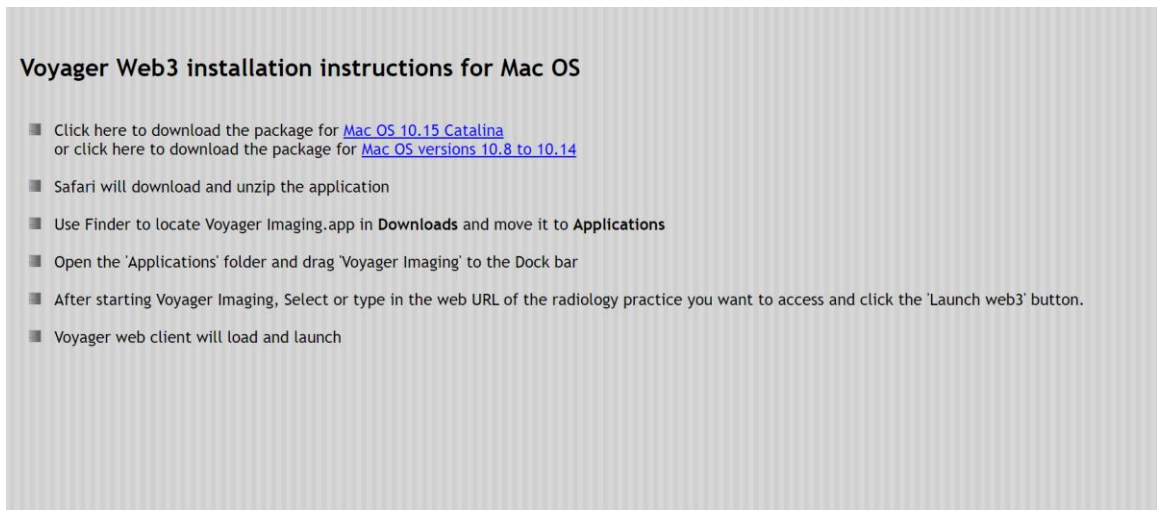 Voyager Web3 installation instructions for Mac OS
Click here to download the package for Mac OS 10.15 Catalina
or click here to download the package for Mac OS versions 10.8 to 10.14
Safari will download and unzip the application
Use Finder to locate Voyager Imaging.app in Downloads and move it to Applications
Open the 'Applications' folder and drag 'Voyager Imaging' to the Dock bar
After starting Voyager Imaging, Select or type in the web URL of the radiology practice you want to access and click the 'Launch web3' button.
Voyager web client will load and launch